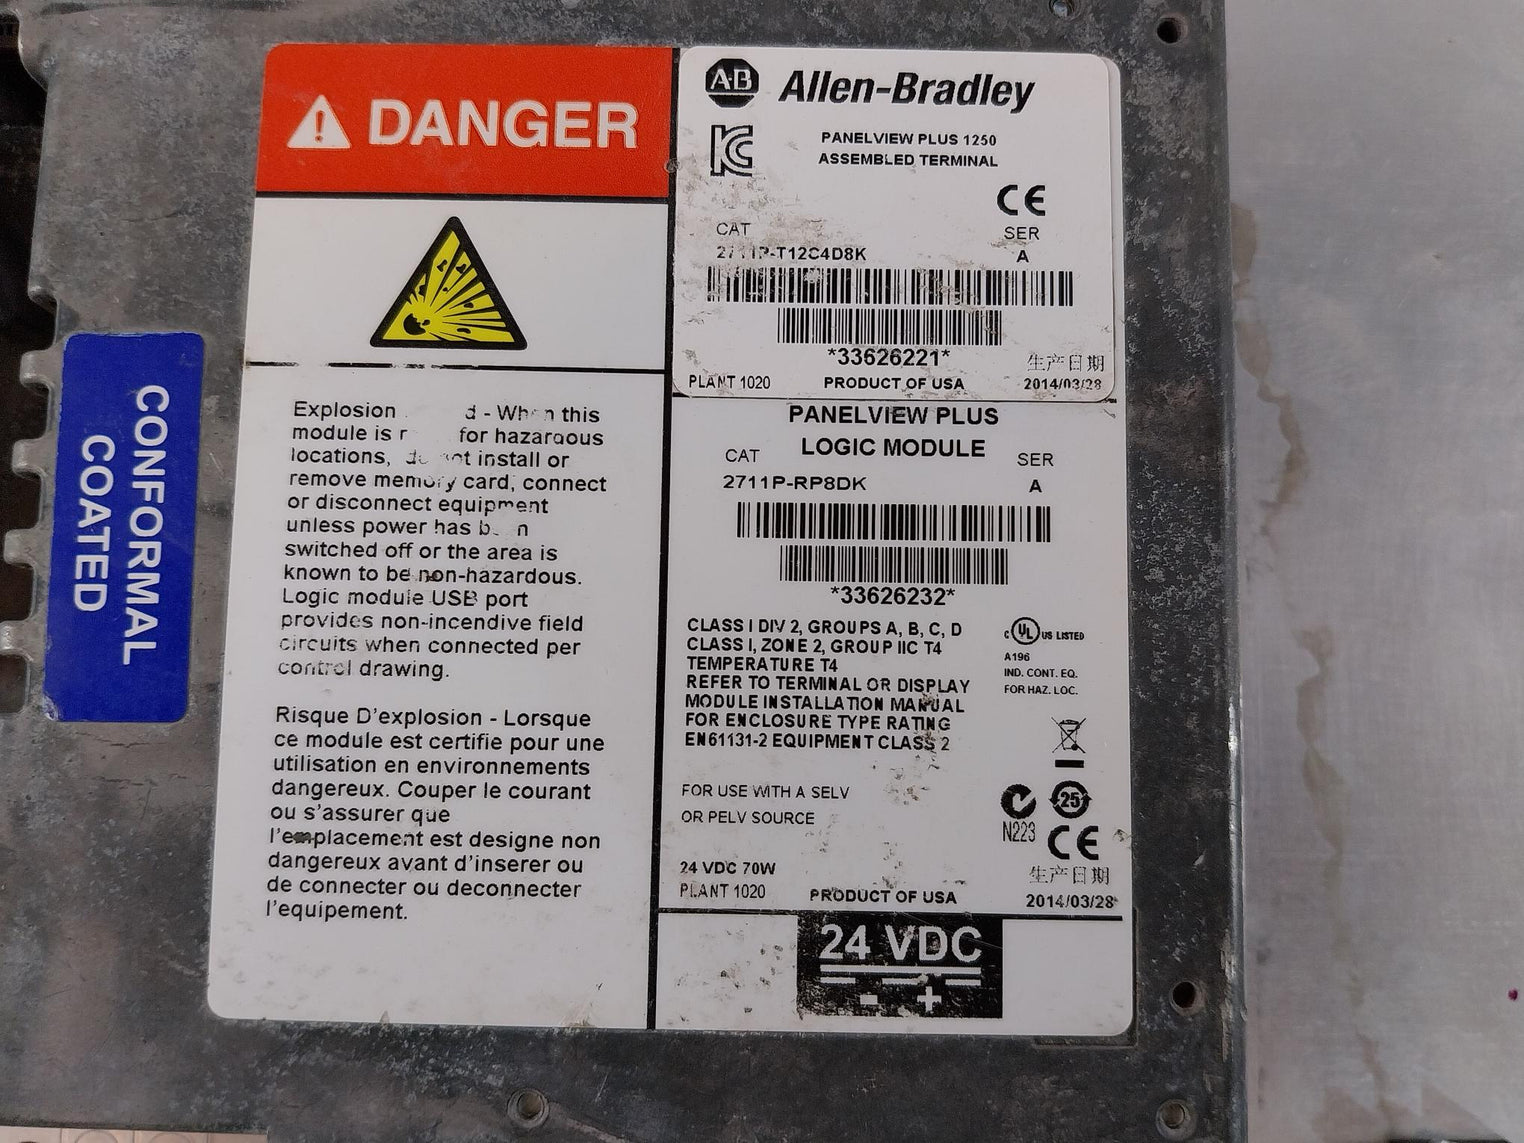 DANGER
Explosion - When this
module is for hazardous
locations, not install or
remove memory card, connect
or disconnect equipment
unless power has been
switched off or the area is
known to be non-hazardous.
Logic module USB port
provides non-incendive field
circuits when connected per
control drawing.
Risque D'explosion - Lorsque
ce module est certifie pour une
utilisation en environnements
dangereux. Couper le courant
ou s'assurer que
l'emplacement est designe non
dangereux avant d'inserer ou
de connecter ou deconnecter
l'equipement.
CONFORMAL
COATED
A·B Allen-Bradley
PANELVIEW PLUS 1250
ASSEMBLED TERMINAL
CE
CAT SER
2711P-T12C4D8K A
*33626221*
生产日期
PLANT 1020 PRODUCT OF USA 2014/03/28
PANELVIEW PLUS
LOGIC MODULE
CAT SER
2711P-RP8DK A
*33626232*
CLASS I DIV 2, GROUPS A, B, C, D
CLASS I, ZONE 2, GROUP IIC T4
TEMPERATURE T4
REFER TO TERMINAL OR DISPLAY
MODULE INSTALLATION MANUAL
FOR ENCLOSURE TYPE RATING
EN61131-2 EQUIPMENT CLASS 2
C UL US LISTED
A196
IND. CONT. EQ.
FOR HAZ. LOC.
FOR USE WITH A SELV
OR PELV SOURCE
25
N223
CE
24 VDC 70W
生产日期
PLANT 1020 PRODUCT OF USA 2014/03/28
24 VDC
- +